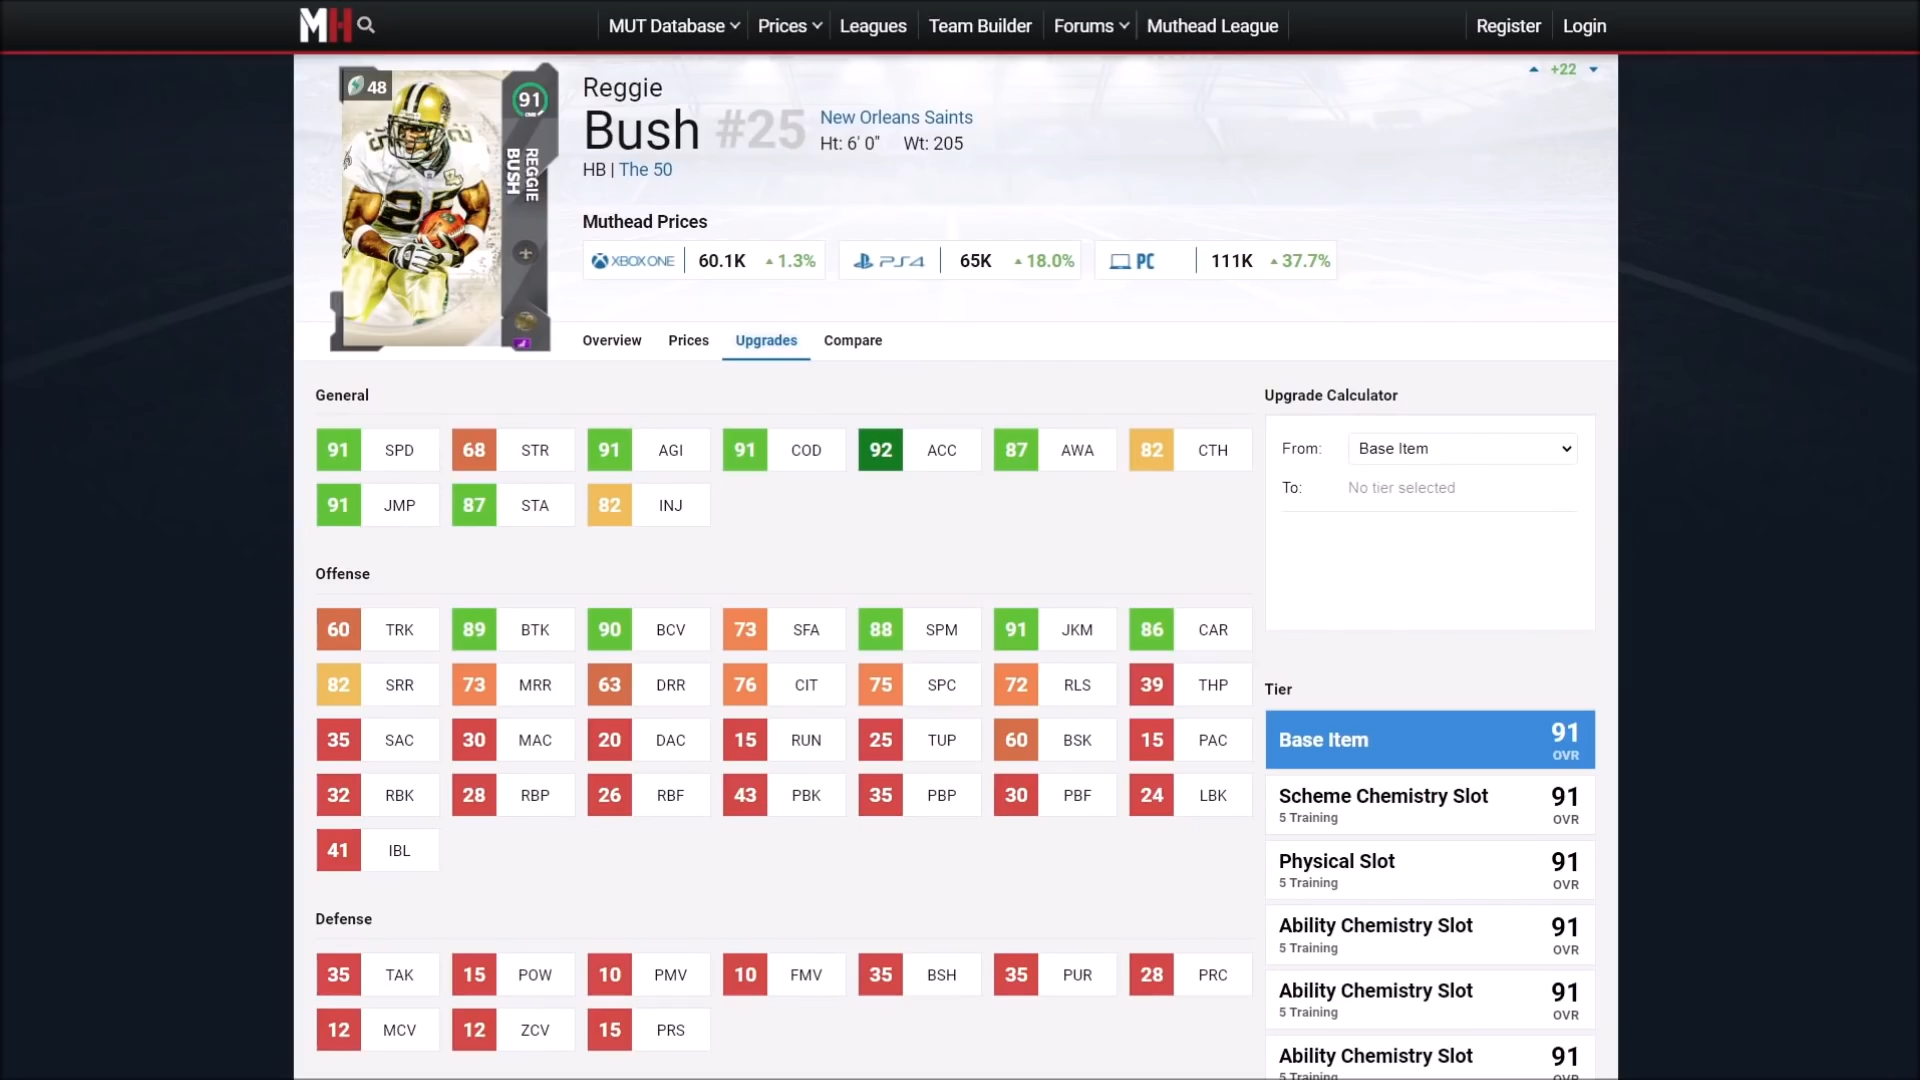 MH
MUT Database
Prices
Leagues
Team Builder
Forums
Muthead League
Register
Login
48
91
OVR
REGGIE
BUSH
Reggie
Bush #25
New Orleans Saints
Ht: 6' 0" Wt: 205
HB | The 50
+22
Muthead Prices
XBOX ONE 60.1K 1.3%
PS4 65K 18.0%
PC 111K 37.7%
Overview Prices Upgrades Compare
General
91 SPD 68 STR 91 AGI 91 COD 92 ACC 87 AWA 82 CTH
91 JMP 87 STA 82 INJ
Offense
60 TRK 89 BTK 90 BCV 73 SFA 88 SPM 91 JKM 86 CAR
82 SRR 73 MRR 63 DRR 76 CIT 75 SPC 72 RLS 39 THP
35 SAC 30 MAC 20 DAC 15 RUN 25 TUP 60 BSK 15 PAC
32 RBK 28 RBP 26 RBF 43 PBK 35 PBP 30 PBF 24 LBK
41 IBL
Defense
35 TAK 15 POW 10 PMV 10 FMV 35 BSH 35 PUR 28 PRC
12 MCV 12 ZCV 15 PRS
Upgrade Calculator
From: Base Item
To: No tier selected
Tier
Base Item 91
OVR
Scheme Chemistry Slot 91
5 Training OVR
Physical Slot 91
5 Training OVR
Ability Chemistry Slot 91
5 Training OVR
Ability Chemistry Slot 91
5 Training OVR
Ability Chemistry Slot 91
5 Training OVR